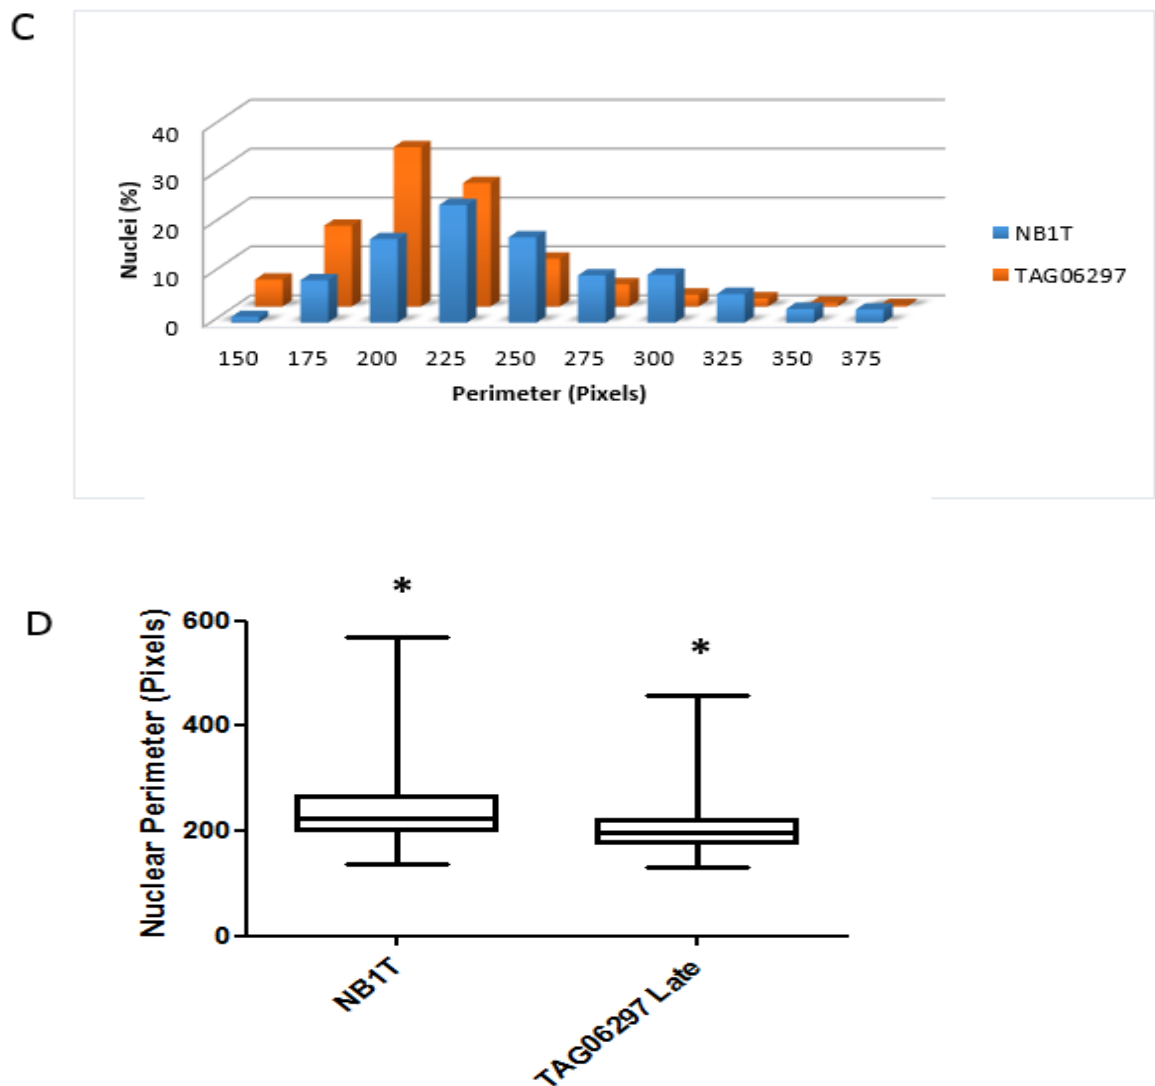 C
40
30
20
10
0
Nuclei (%)
150 175 200 225 250 275 300 325 350 375
Perimeter (Pixels)
NB1T
TAG06297
D
*
*
600
400
200
0
Nuclear Perimeter (Pixels)
NB1T
TAG06297 Late